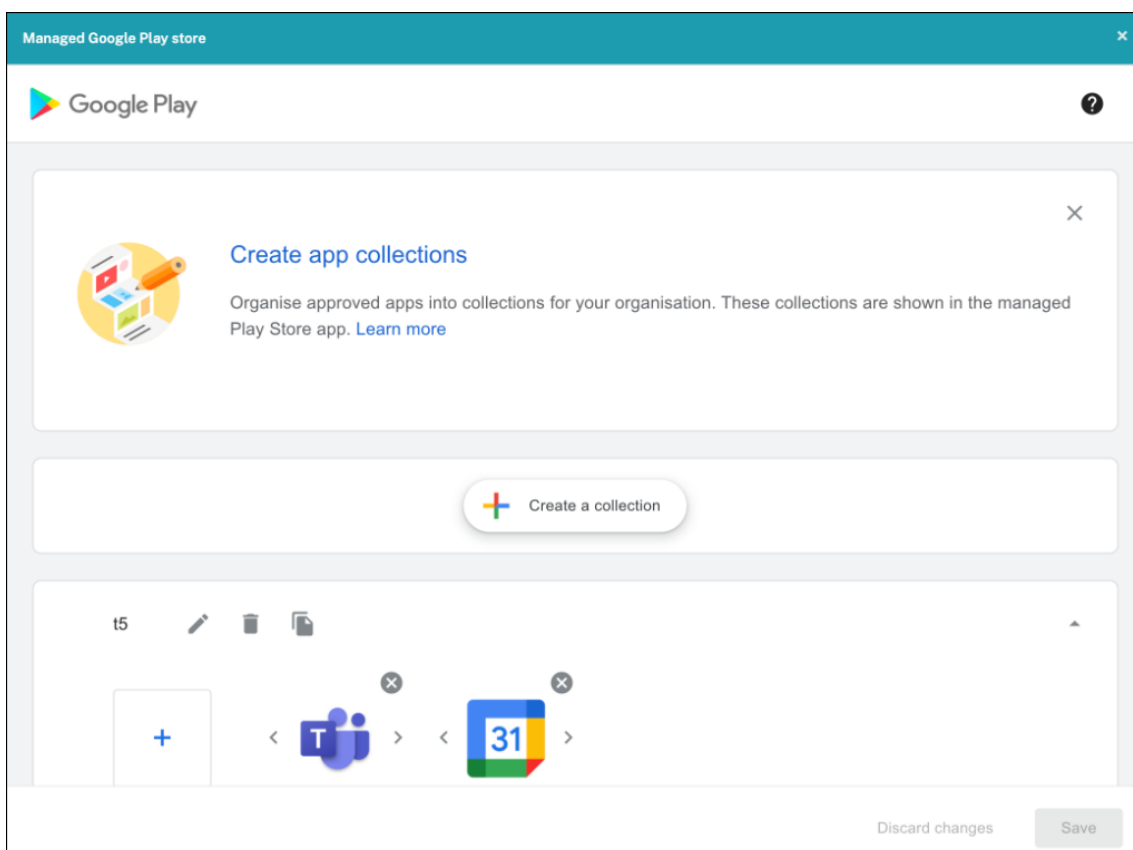 Managed Google Play store
Google Play
Create app collections
Organise approved apps into collections for your organisation. These collections are shown in the managed
Play Store app. Learn more
Create a collection
t5
T
31
Discard changes
Save